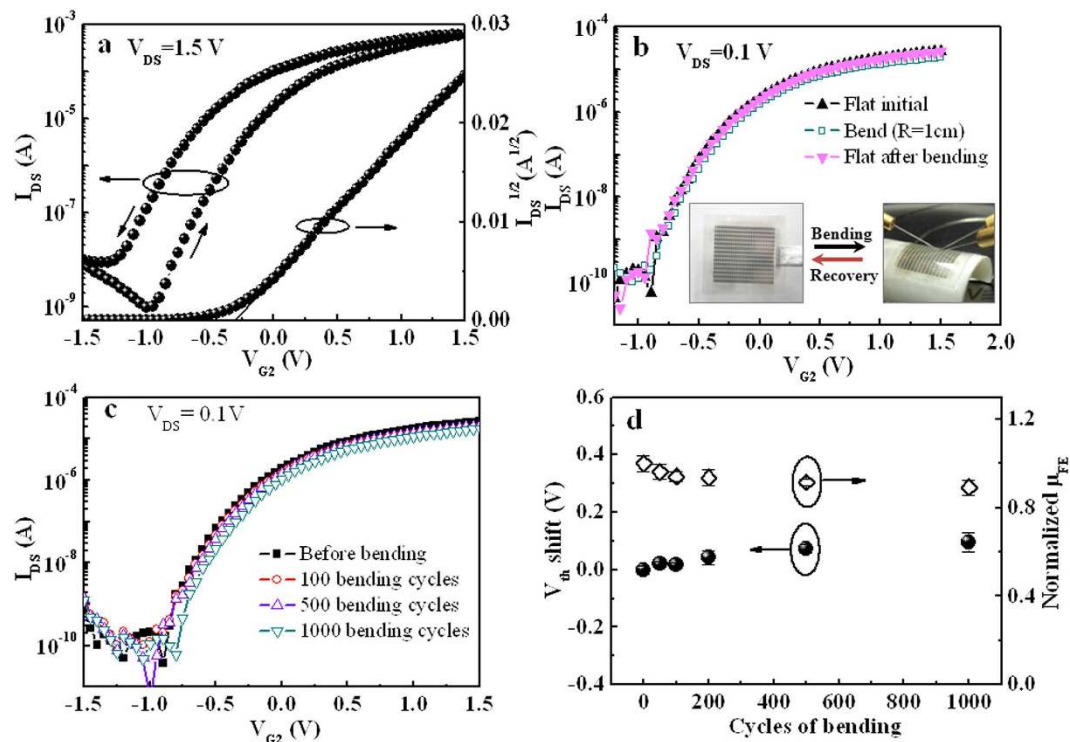 a
V_DS=1.5 V
10^-3
10^-5
10^-7
10^-9
I_DS (A)
0.03
0.02
0.01
0.00
I_DS^1/2 (A^1/2)
-1.5 -1.0 -0.5 0.0 0.5 1.0 1.5
V_G2 (V)
b
V_DS=0.1 V
10^-4
10^-6
10^-8
10^-10
I_DS (A)
Flat initial
Bend (R=1cm)
Flat after bending
Bending
Recovery
-1.0 -0.5 0.0 0.5 1.0 1.5 2.0
V_G2 (V)
c
V_DS= 0.1V
10^-4
10^-6
10^-8
10^-10
I_DS (A)
Before bending
100 bending cycles
500 bending cycles
1000 bending cycles
-1.5 -1.0 -0.5 0.0 0.5 1.0 1.5
V_G2 (V)
d
0.6
0.4
0.2
0.0
-0.2
-0.4
V_th shift (V)
1.2
0.8
0.4
0.0
Normalized μ_FE
0 200 400 600 800 1000
Cycles of bending